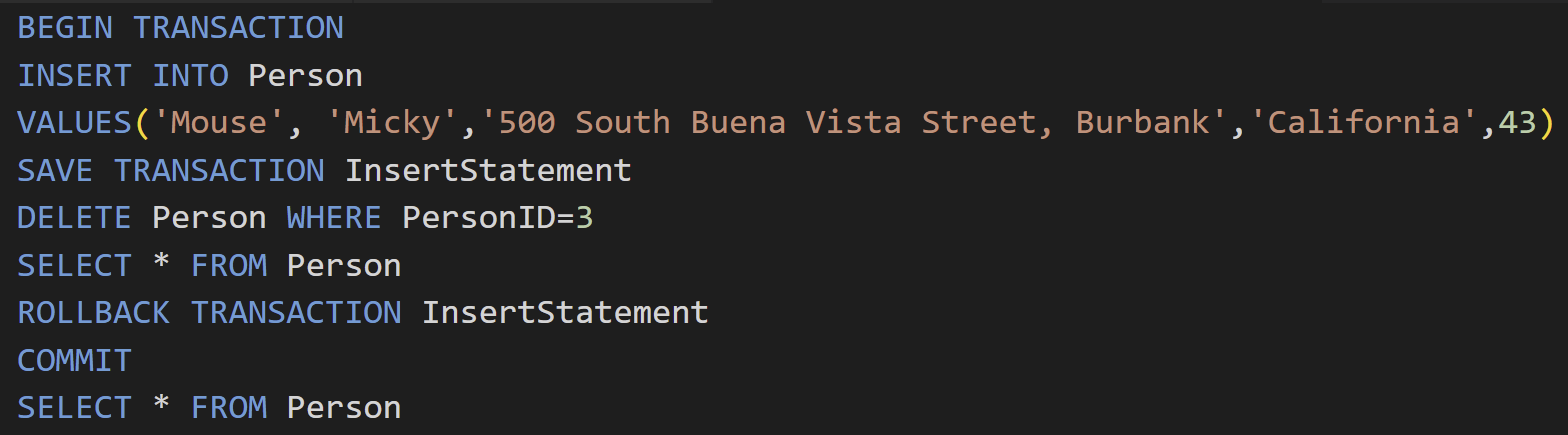 BEGIN TRANSACTION
INSERT INTO Person
VALUES('Mouse', 'Micky','500 South Buena Vista Street, Burbank','California',43)
SAVE TRANSACTION InsertStatement
DELETE Person WHERE PersonID=3
SELECT * FROM Person
ROLLBACK TRANSACTION InsertStatement
COMMIT
SELECT * FROM Person